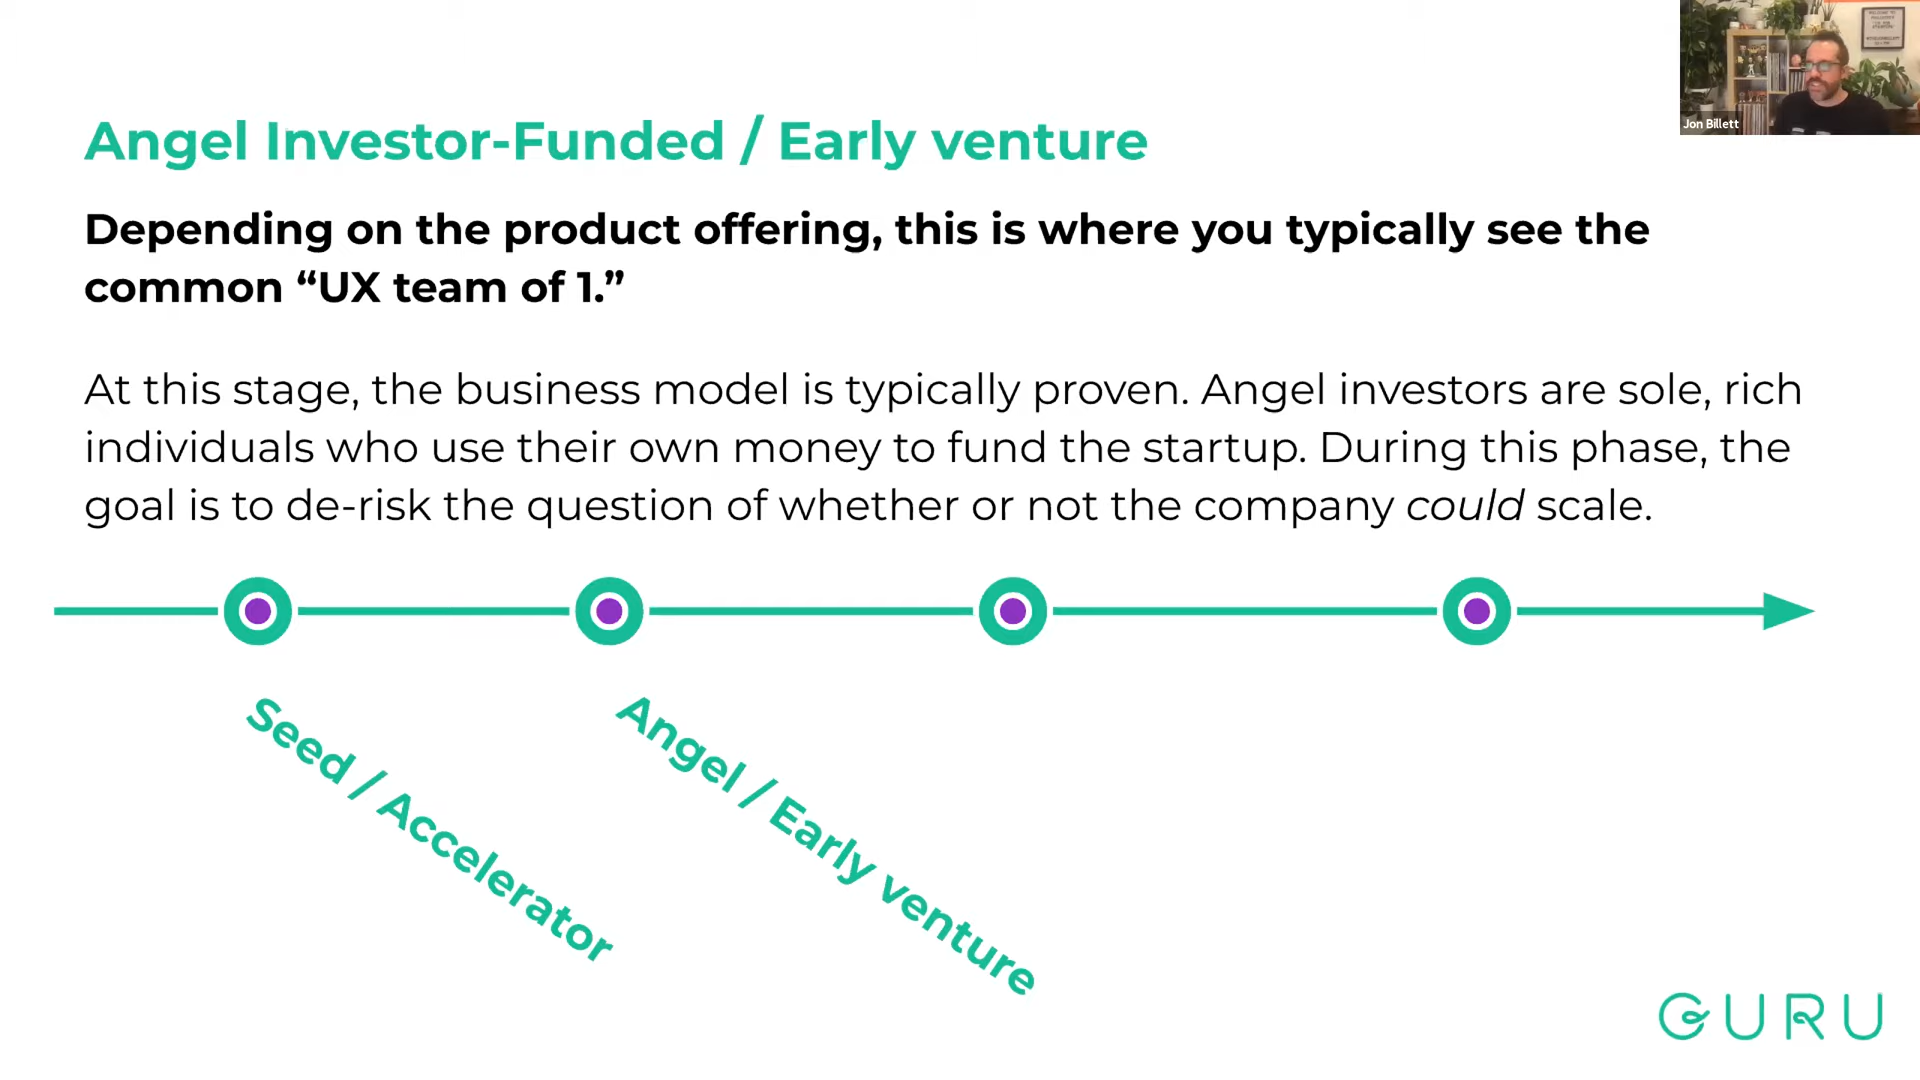 Angel Investor-Funded / Early venture
Depending on the product offering, this is where you typically see the
common “UX team of 1.”
At this stage, the business model is typically proven. Angel investors are sole, rich
individuals who use their own money to fund the startup. During this phase, the
goal is to de-risk the question of whether or not the company could scale.
Seed / Accelerator
Angel / Early venture
GURU
Jon Billett